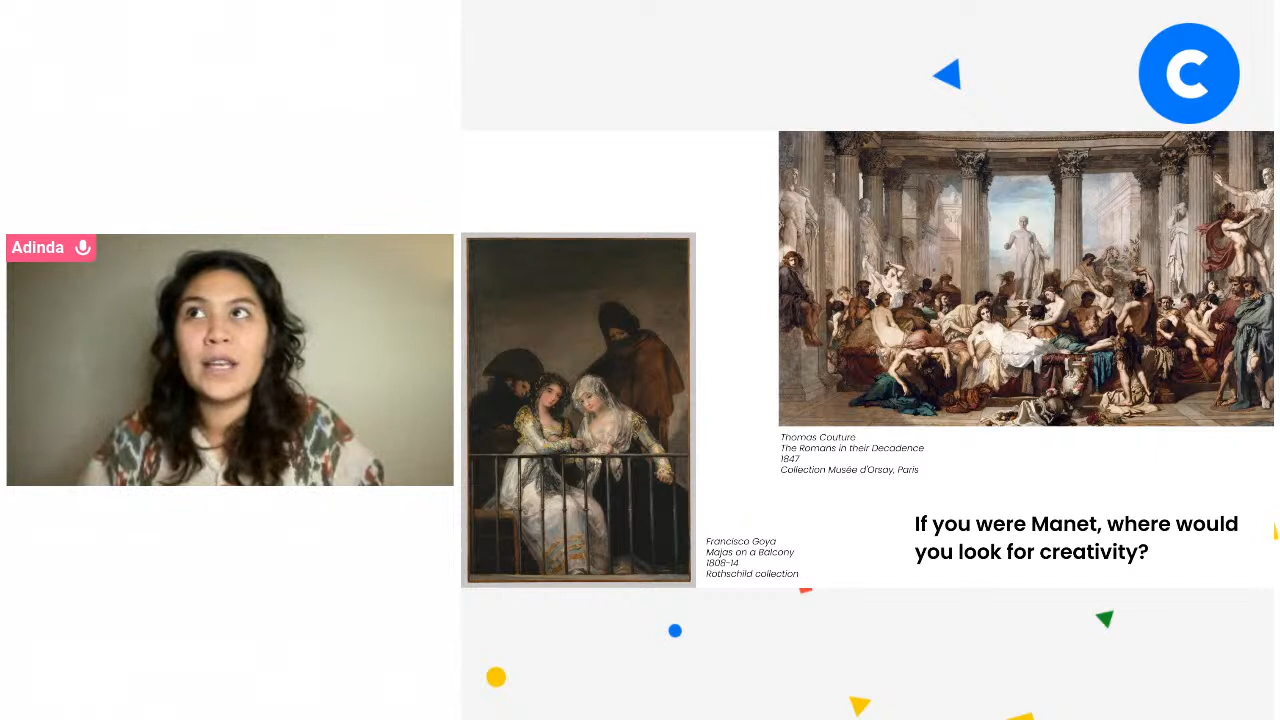 C
Adinda
Thomas Couture
The Romans in their Decadence
1847
Collection Musée d'Orsay, Paris
If you were Manet, where would
you look for creativity?
Francisco Goya
Majas on a Balcony
1808-14
Rothschild collection